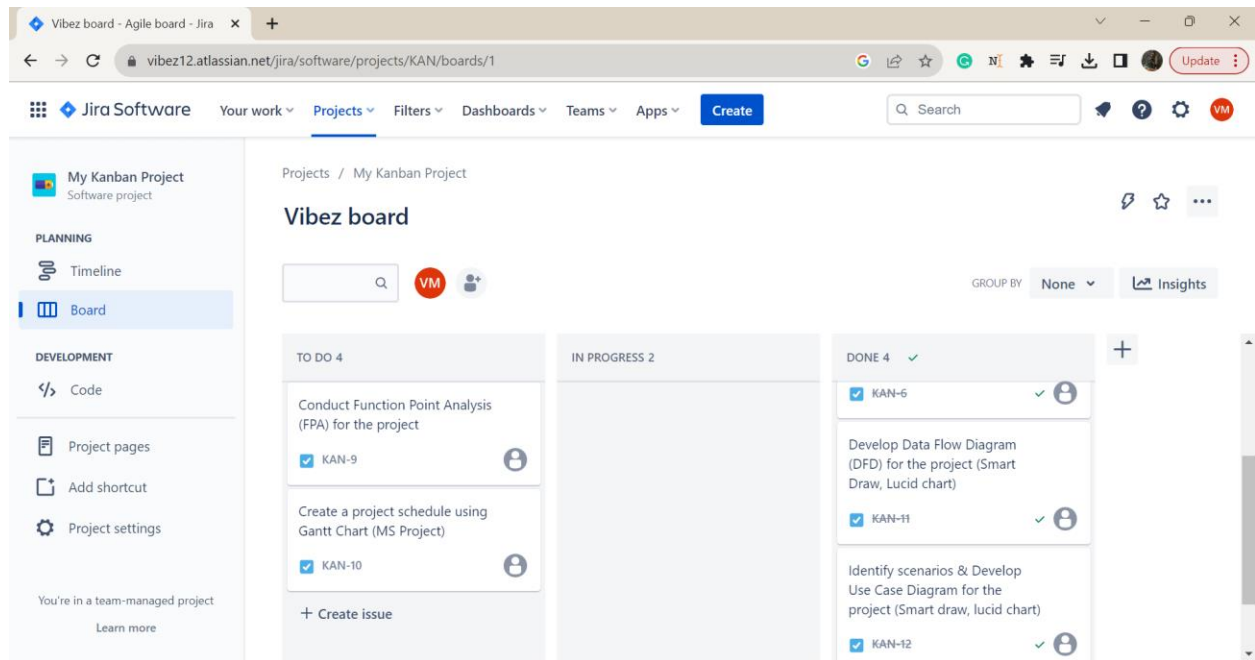 Vibez board - Agile board - Jira
vibez12.atlassian.net/jira/software/projects/KAN/boards/1
Update
Jira Software
Your work
Projects
Filters
Dashboards
Teams
Apps
Create
Search
VM
My Kanban Project
Software project
PLANNING
Timeline
Board
DEVELOPMENT
Code
Project pages
Add shortcut
Project settings
You're in a team-managed project
Learn more
Projects / My Kanban Project
Vibez board
VM
GROUP BY None
Insights
TO DO 4
Conduct Function Point Analysis
(FPA) for the project
KAN-9
Create a project schedule using
Gantt Chart (MS Project)
KAN-10
+ Create issue
IN PROGRESS 2
DONE 4
KAN-6
Develop Data Flow Diagram
(DFD) for the project (Smart
Draw, Lucid chart)
KAN-11
Identify scenarios & Develop
Use Case Diagram for the
project (Smart draw, lucid chart)
KAN-12